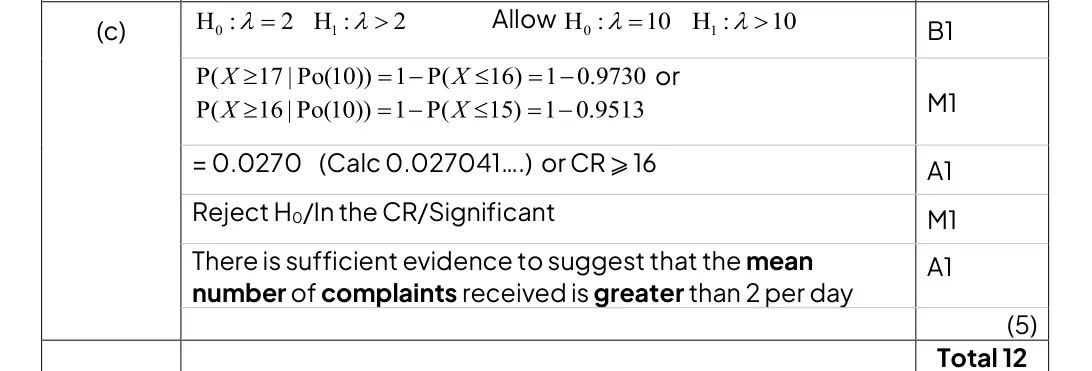 (c) H₀ : λ = 2 H₁ : λ > 2 Allow H₀ : λ = 10 H₁ : λ > 10 B1
P(X ≥ 17 | Po(10)) = 1 − P(X ≤ 16) = 1 − 0.9730 or
P(X ≥ 16 | Po(10)) = 1 − P(X ≤ 15) = 1 − 0.9513 M1
= 0.0270 (Calc 0.027041....) or CR ⩾ 16 A1
Reject H₀/In the CR/Significant M1
There is sufficient evidence to suggest that the mean A1
number of complaints received is greater than 2 per day
(5)
Total 12